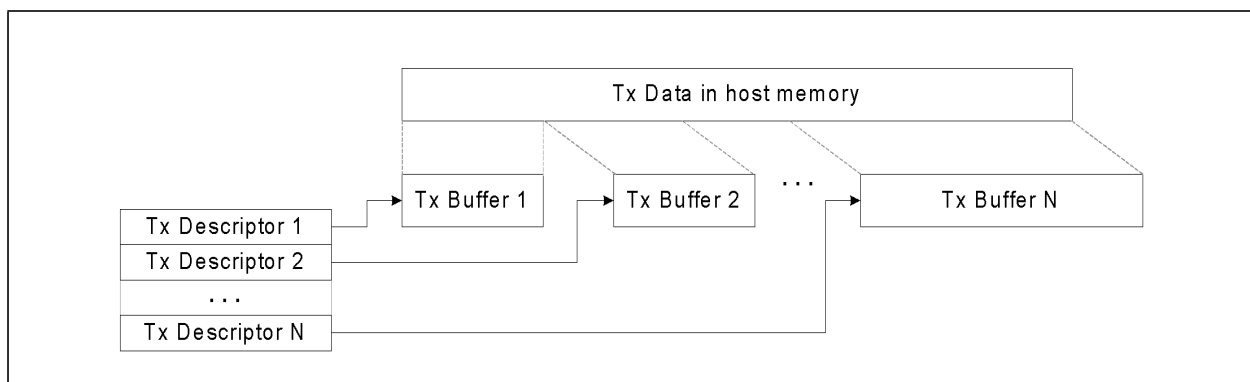 Tx Data in host memory
Tx Buffer 1
Tx Buffer 2
...
Tx Buffer N
Tx Descriptor 1
Tx Descriptor 2
...
Tx Descriptor N